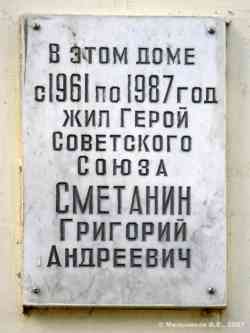 В ЭТОМ ДОМЕ
С 1961 ПО 1987 ГОД
ЖИЛ ГЕРОЙ
СОВЕТСКОГО
СОЮЗА
СМЕТАНИН
ГРИГОРИЙ
АНДРЕЕВИЧ